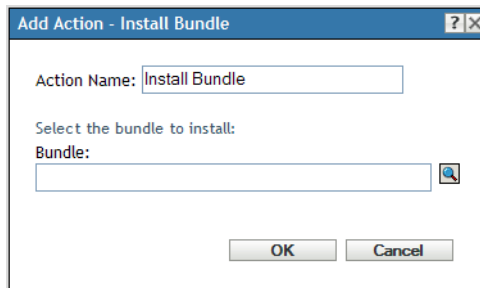 Add Action - Install Bundle ? X
Action Name: Install Bundle
Select the bundle to install:
Bundle:
OK Cancel